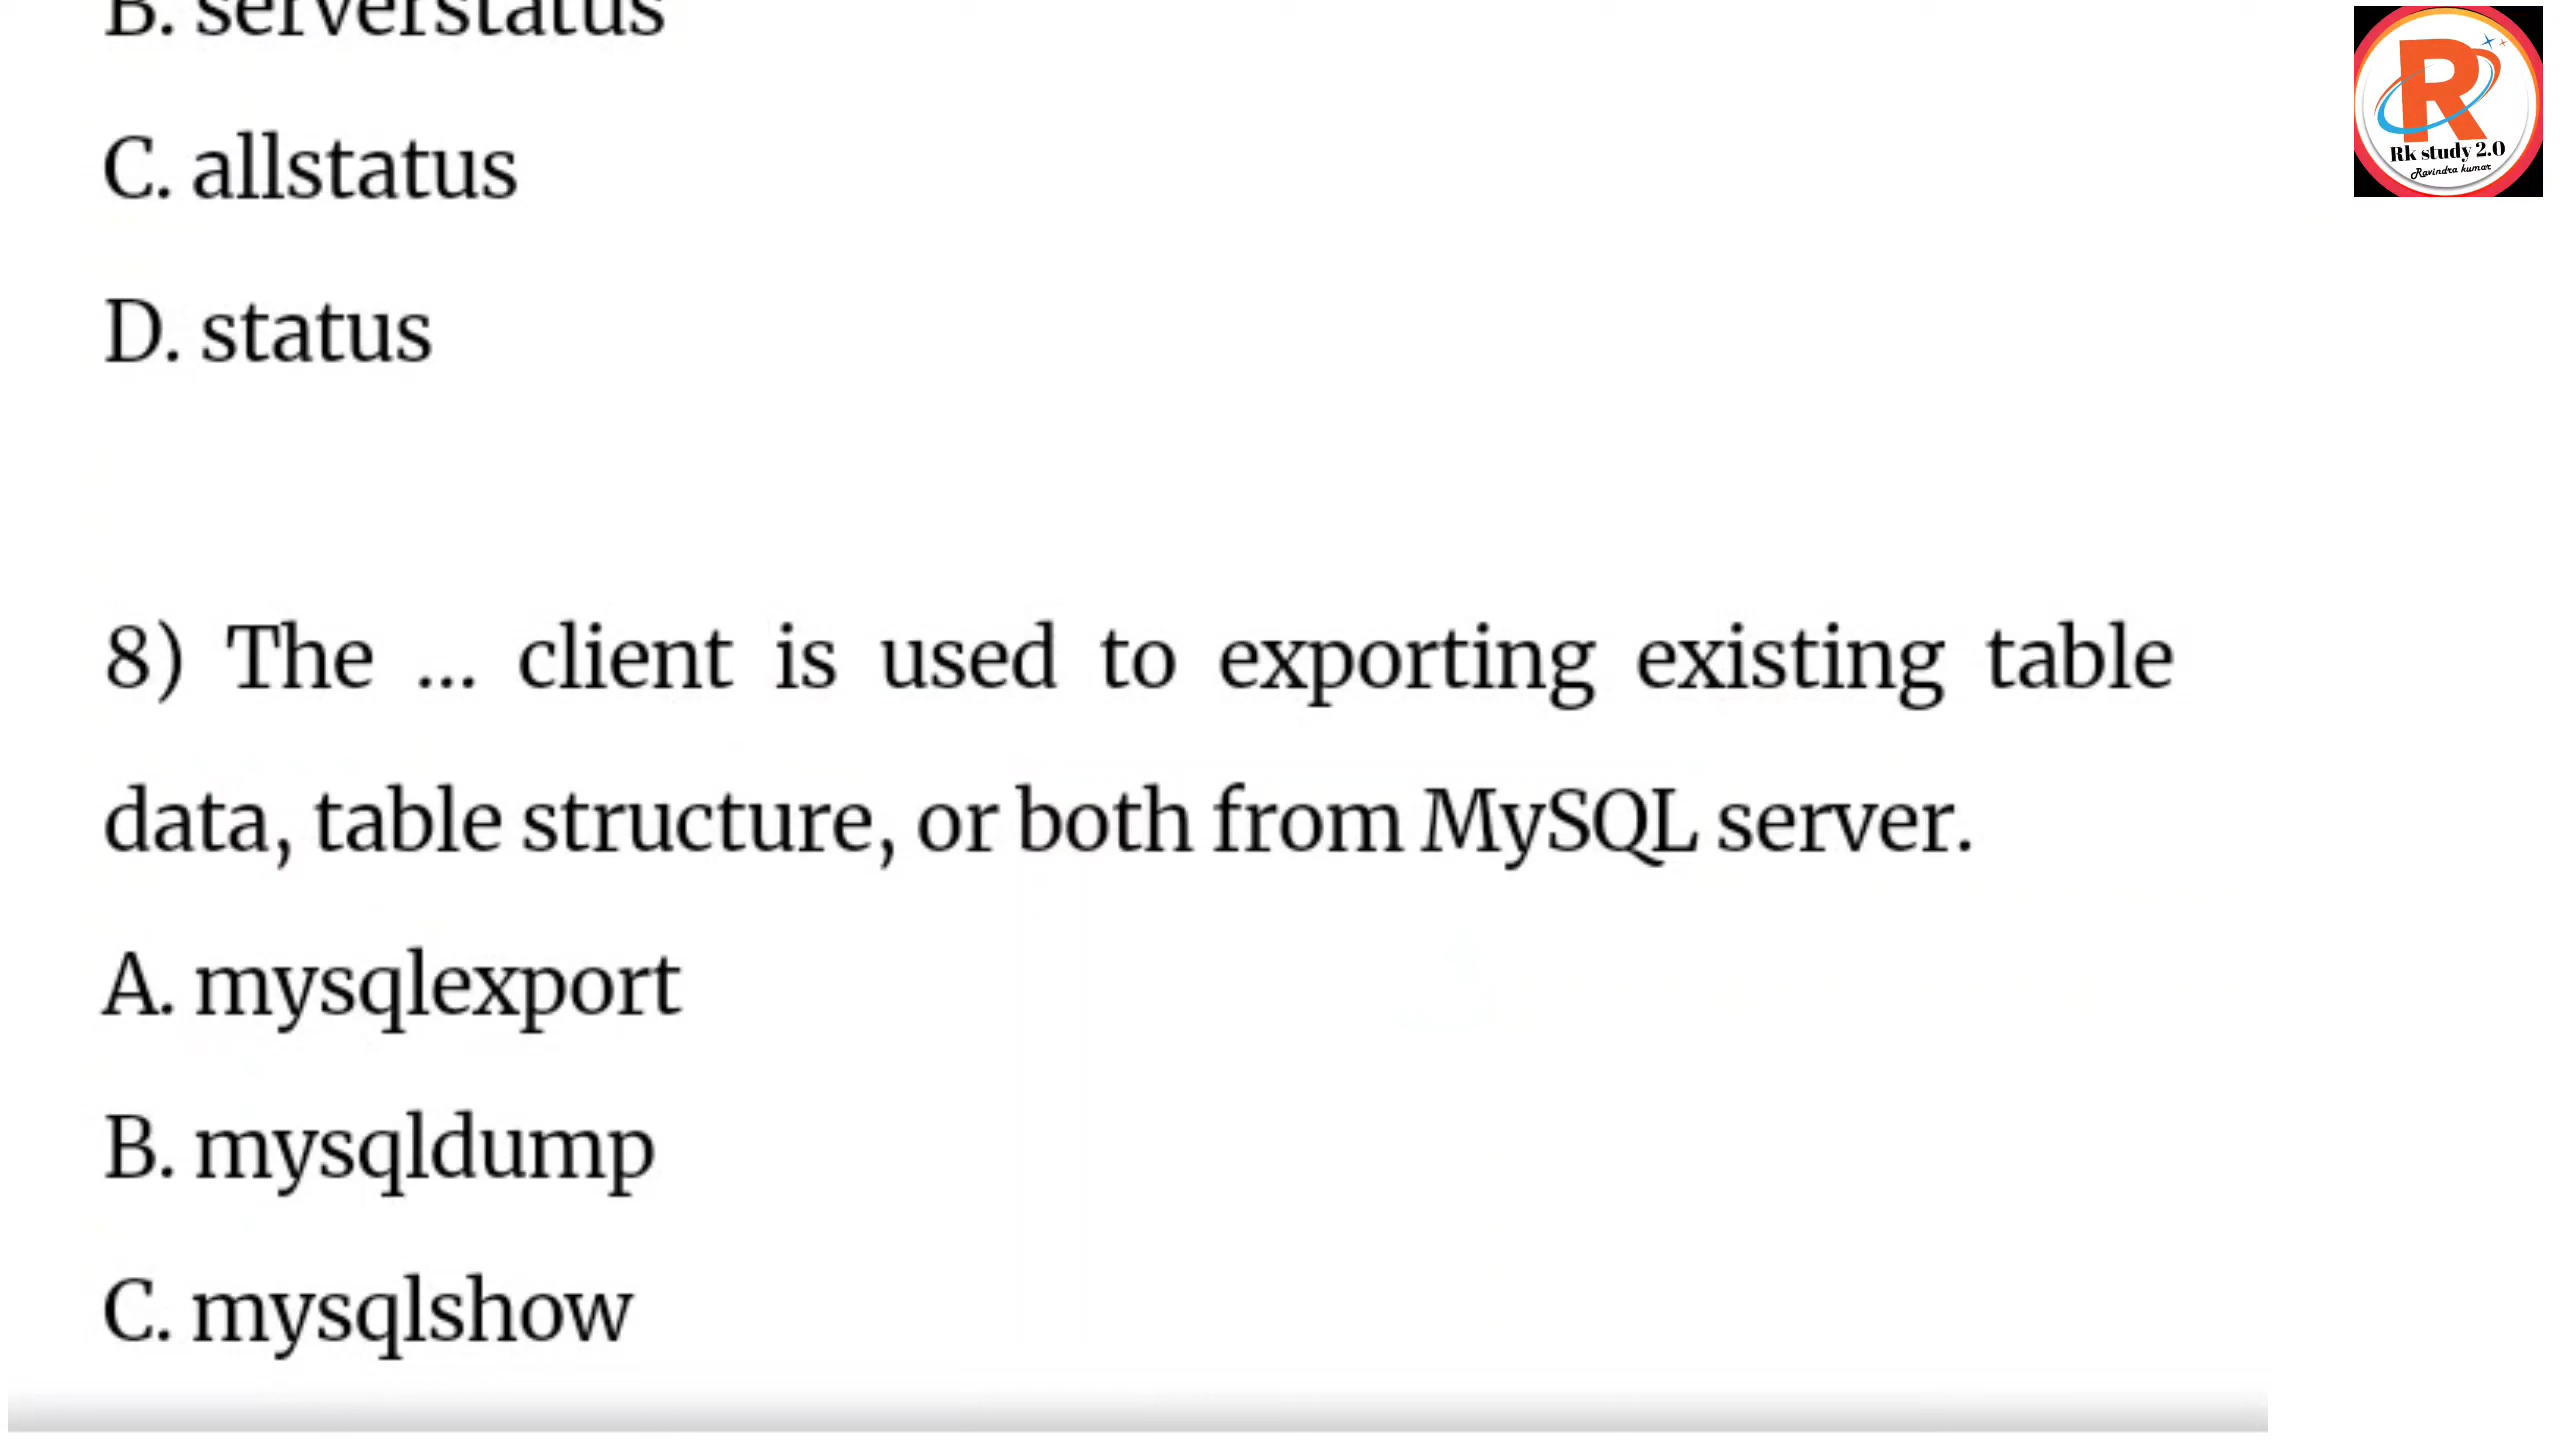 B. serverstatus
C. allstatus
D. status
8) The ... client is used to exporting existing table
data, table structure, or both from MySQL server.
A. mysqlexport
B. mysqldump
C. mysqlshow
R
Rk study 2.0
Ravindra kumar